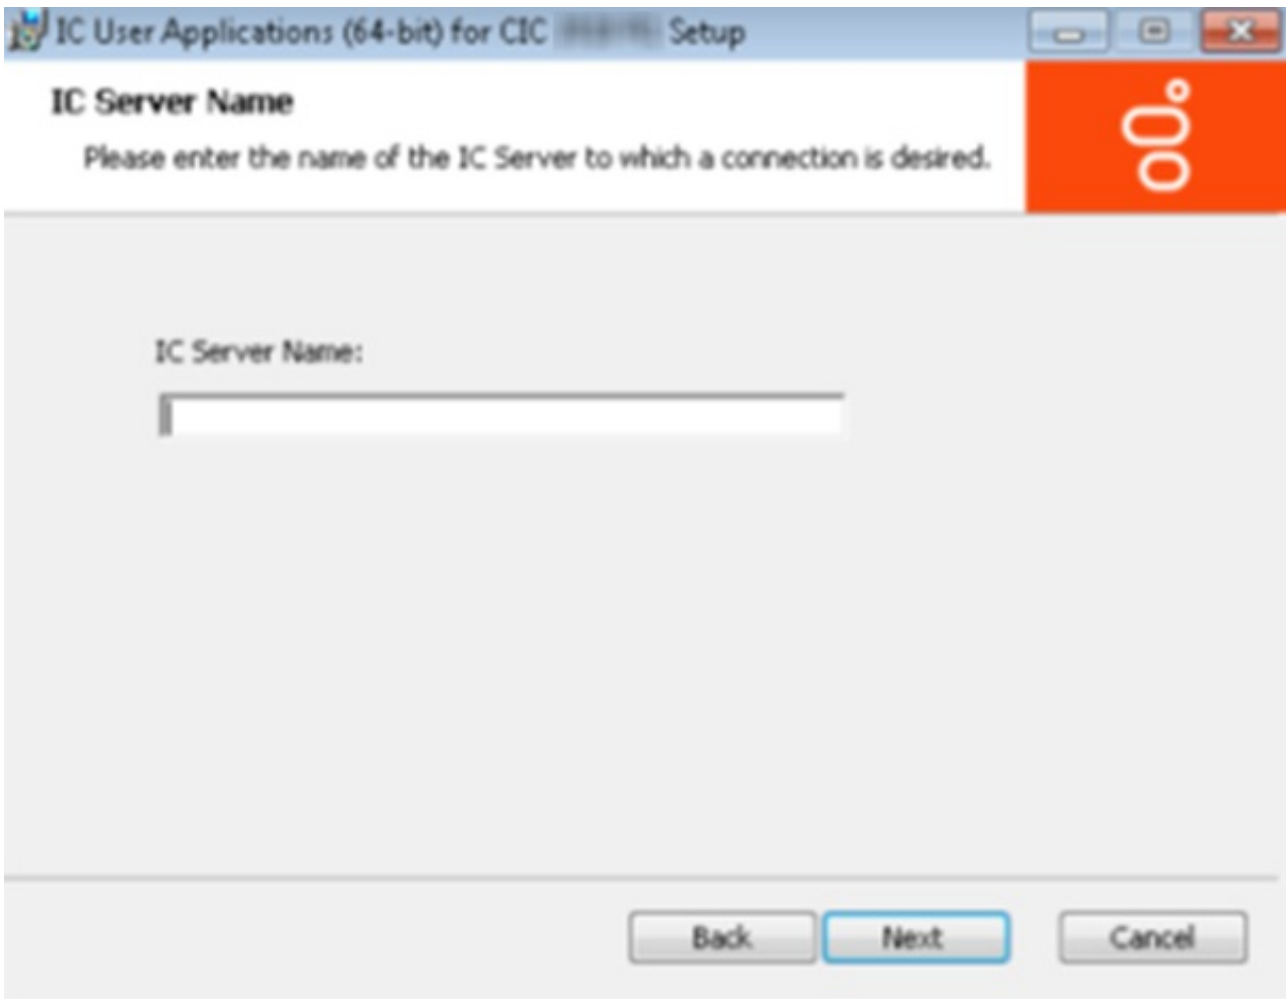 IC User Applications (64-bit) for CIC Setup
IC Server Name
Please enter the name of the IC Server to which a connection is desired.
IC Server Name:
Back Next Cancel